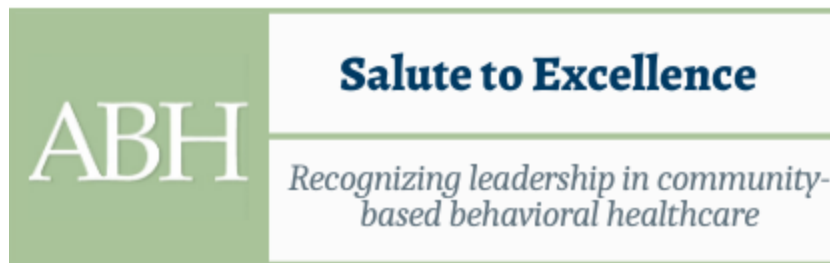 ABH
Salute to Excellence
Recognizing leadership in community-
based behavioral healthcare